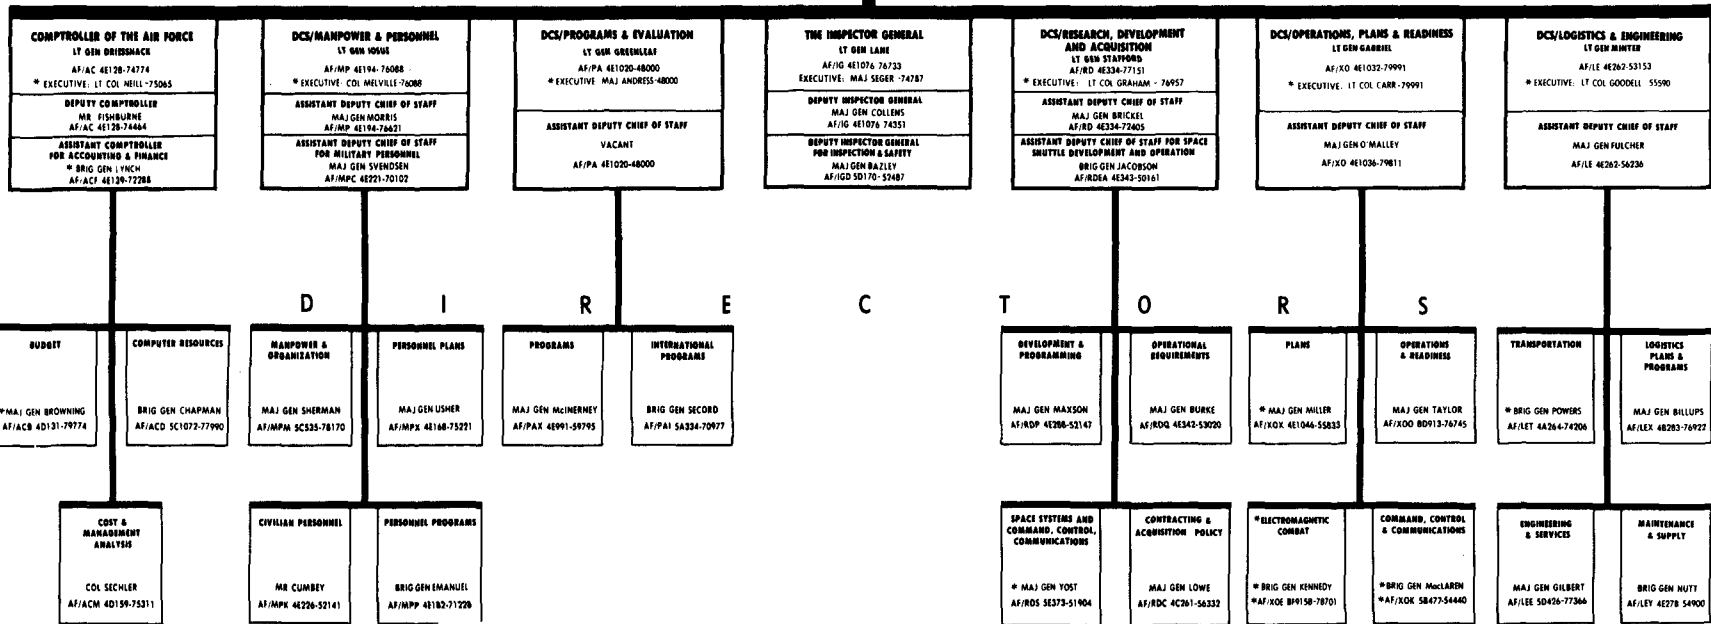 COMPTROLLER OF THE AIR FORCE
LT GEN DRIESSNACK
AF/AC 4E128-74774
* EXECUTIVE: LT COL NEILL-75065
DEPUTY COMPTROLLER
MR FISHBURNE
AF/AC 4E128-74464
ASSISTANT COMPTROLLER
FOR ACCOUNTING & FINANCE
* BRIG GEN LYNCH
AF/ACF 4E139-72288
DCS/MANPOWER & PERSONNEL
LT GEN IOSUE
AF/MP 4E194-76088
* EXECUTIVE: COL MELVILLE-76088
ASSISTANT DEPUTY CHIEF OF STAFF
MAJ GEN MORRIS
AF/MP 4E194-76621
ASSISTANT DEPUTY CHIEF OF STAFF
FOR MILITARY PERSONNEL
MAJ GEN SVENDSEN
AF/MPC 4E221-70102
DCS/PROGRAMS & EVALUATION
LT GEN GREENLEAF
AF/PA 4E1020-48000
* EXECUTIVE MAJ ANDRESS-48000
ASSISTANT DEPUTY CHIEF OF STAFF
VACANT
AF/PA 4E1020-48000
THE INSPECTOR GENERAL
LT GEN LANE
AF/IG 4E1076 76733
EXECUTIVE: MAJ SEGER -74787
DEPUTY INSPECTOR GENERAL
MAJ GEN COLLENS
AF/IG 4E1076 74351
DEPUTY INSPECTOR GENERAL
FOR INSPECTION & SAFETY
MAJ GEN BAZLEY
AF/IGD 5D170-52487
DCS/RESEARCH, DEVELOPMENT
AND ACQUISITION
LT GEN STAFFORD
AF/RD 4E334-77151
* EXECUTIVE: LT COL GRAHAM - 76957
ASSISTANT DEPUTY CHIEF OF STAFF
MAJ GEN BRICKEL
AF/RD 4E334-72405
ASSISTANT DEPUTY CHIEF OF STAFF FOR SPACE
SHUTTLE DEVELOPMENT AND OPERATION
BRIG GEN JACOBSON
AF/RDEA 4E343-50161
DCS/OPERATIONS, PLANS & READINESS
LT GEN GABRIEL
AF/XO 4E1032-79991
* EXECUTIVE: LT COL CARR -79991
ASSISTANT DEPUTY CHIEF OF STAFF
MAJ GEN O'MALLEY
AF/XO 4E1036-79811
DCS/LOGISTICS & ENGINEERING
LT GEN MINTER
AF/LE 4E262-53153
* EXECUTIVE: LT COL GOODELL 55590
ASSISTANT DEPUTY CHIEF OF STAFF
MAJ GEN FULCHER
AF/LE 4E262-56236
D I R E C T O R S
BUDGET
*MAJ GEN BROWNING
AF/ACB 4D131-79774
COMPUTER RESOURCES
BRIG GEN CHAPMAN
AF/ACD 5C1072-77990
MANPOWER &
ORGANIZATION
MAJ GEN SHERMAN
AF/MPM 5C535-78170
PERSONNEL PLANS
MAJ GEN USHER
AF/MPX 4E168-75221
PROGRAMS
MAJ GEN McINERNEY
AF/PAX 4E991-59795
INTERNATIONAL
PROGRAMS
BRIG GEN SECORD
AF/PAI 5A334-70977
DEVELOPMENT &
PROGRAMMING
MAJ GEN MAXSON
AF/RDP 4E286-52147
OPERATIONAL
REQUIREMENTS
MAJ GEN BURKE
AF/RDQ 4E342-53020
PLANS
* MAJ GEN MILLER
AF/XOX 4E1046-55833
OPERATIONS
& READINESS
MAJ GEN TAYLOR
AF/XOO BD913-76745
TRANSPORTATION
* BRIG GEN POWERS
AF/LET 4A264-74206
LOGISTICS
PLANS &
PROGRAMS
MAJ GEN BILLUPS
AF/LEX 4B283-76922
COST &
MANAGEMENT
ANALYSIS
COL SECHLER
AF/ACM 4D159-75311
CIVILIAN PERSONNEL
MR CUMBEY
AF/MPK 4E226-52141
PERSONNEL PROGRAMS
BRIG GEN EMANUEL
AF/MPP 4E182-71228
SPACE SYSTEMS AND
COMMAND, CONTROL,
COMMUNICATIONS
* MAJ GEN YOST
AF/RDS 5E373-51904
CONTRACTING &
ACQUISITION POLICY
MAJ GEN LOWE
AF/RDC 4C261-56332
*ELECTROMAGNETIC
COMBAT
*BRIG GEN KENNEDY
*AF/XOE BF915B-78701
COMMAND, CONTROL
& COMMUNICATIONS
*BRIG GEN MacLAREN
*AF/XOK 5B477-54440
ENGINEERING
& SERVICES
MAJ GEN GILBERT
AF/LEE 5D426-77366
MAINTENANCE
& SUPPLY
BRIG GEN NUTT
AF/LEY 4E278 54900